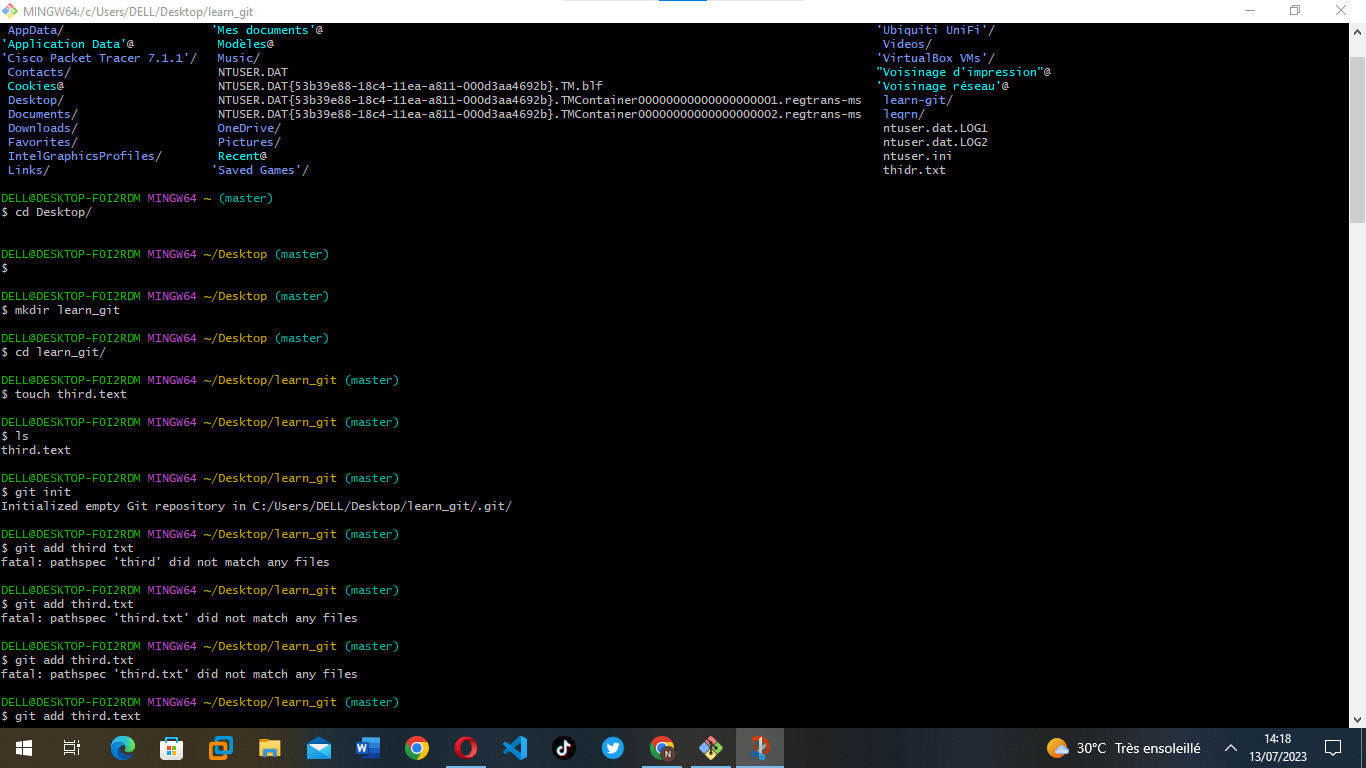 MINGW64:/c/Users/DELL/Desktop/learn_git
AppData/ 'Mes documents'@ 'Ubiquiti UniFi'/
'Application Data'@ Modèles@ Videos/
'Cisco Packet Tracer 7.1.1'/ Music/ 'VirtualBox VMs'/
Contacts/ NTUSER.DAT "Voisinage d'impression"@
Cookies@ NTUSER.DAT{53b39e88-18c4-11ea-a811-000d3aa4692b}.TM.blf 'Voisinage réseau'@
Desktop/ NTUSER.DAT{53b39e88-18c4-11ea-a811-000d3aa4692b}.TMContainer00000000000000000001.regtrans-ms learn-git/
Documents/ NTUSER.DAT{53b39e88-18c4-11ea-a811-000d3aa4692b}.TMContainer00000000000000000002.regtrans-ms leqrn/
Downloads/ OneDrive/ ntuser.dat.LOG1
Favorites/ Pictures/ ntuser.dat.LOG2
IntelGraphicsProfiles/ Recent@ ntuser.ini
Links/ 'Saved Games'/ thidr.txt
DELL@DESKTOP-FOI2RDM MINGW64 ~ (master)
$ cd Desktop/
DELL@DESKTOP-FOI2RDM MINGW64 ~/Desktop (master)
$
DELL@DESKTOP-FOI2RDM MINGW64 ~/Desktop (master)
$ mkdir learn_git
DELL@DESKTOP-FOI2RDM MINGW64 ~/Desktop (master)
$ cd learn_git/
DELL@DESKTOP-FOI2RDM MINGW64 ~/Desktop/learn_git (master)
$ touch third.text
DELL@DESKTOP-FOI2RDM MINGW64 ~/Desktop/learn_git (master)
$ ls
third.text
DELL@DESKTOP-FOI2RDM MINGW64 ~/Desktop/learn_git (master)
$ git init
Initialized empty Git repository in C:/Users/DELL/Desktop/learn_git/.git/
DELL@DESKTOP-FOI2RDM MINGW64 ~/Desktop/learn_git (master)
$ git add third txt
fatal: pathspec 'third' did not match any files
DELL@DESKTOP-FOI2RDM MINGW64 ~/Desktop/learn_git (master)
$ git add third.txt
fatal: pathspec 'third.txt' did not match any files
DELL@DESKTOP-FOI2RDM MINGW64 ~/Desktop/learn_git (master)
$ git add third.txt
fatal: pathspec 'third.txt' did not match any files
DELL@DESKTOP-FOI2RDM MINGW64 ~/Desktop/learn_git (master)
$ git add third.text
30°C Très ensoleillé
14:18
13/07/2023